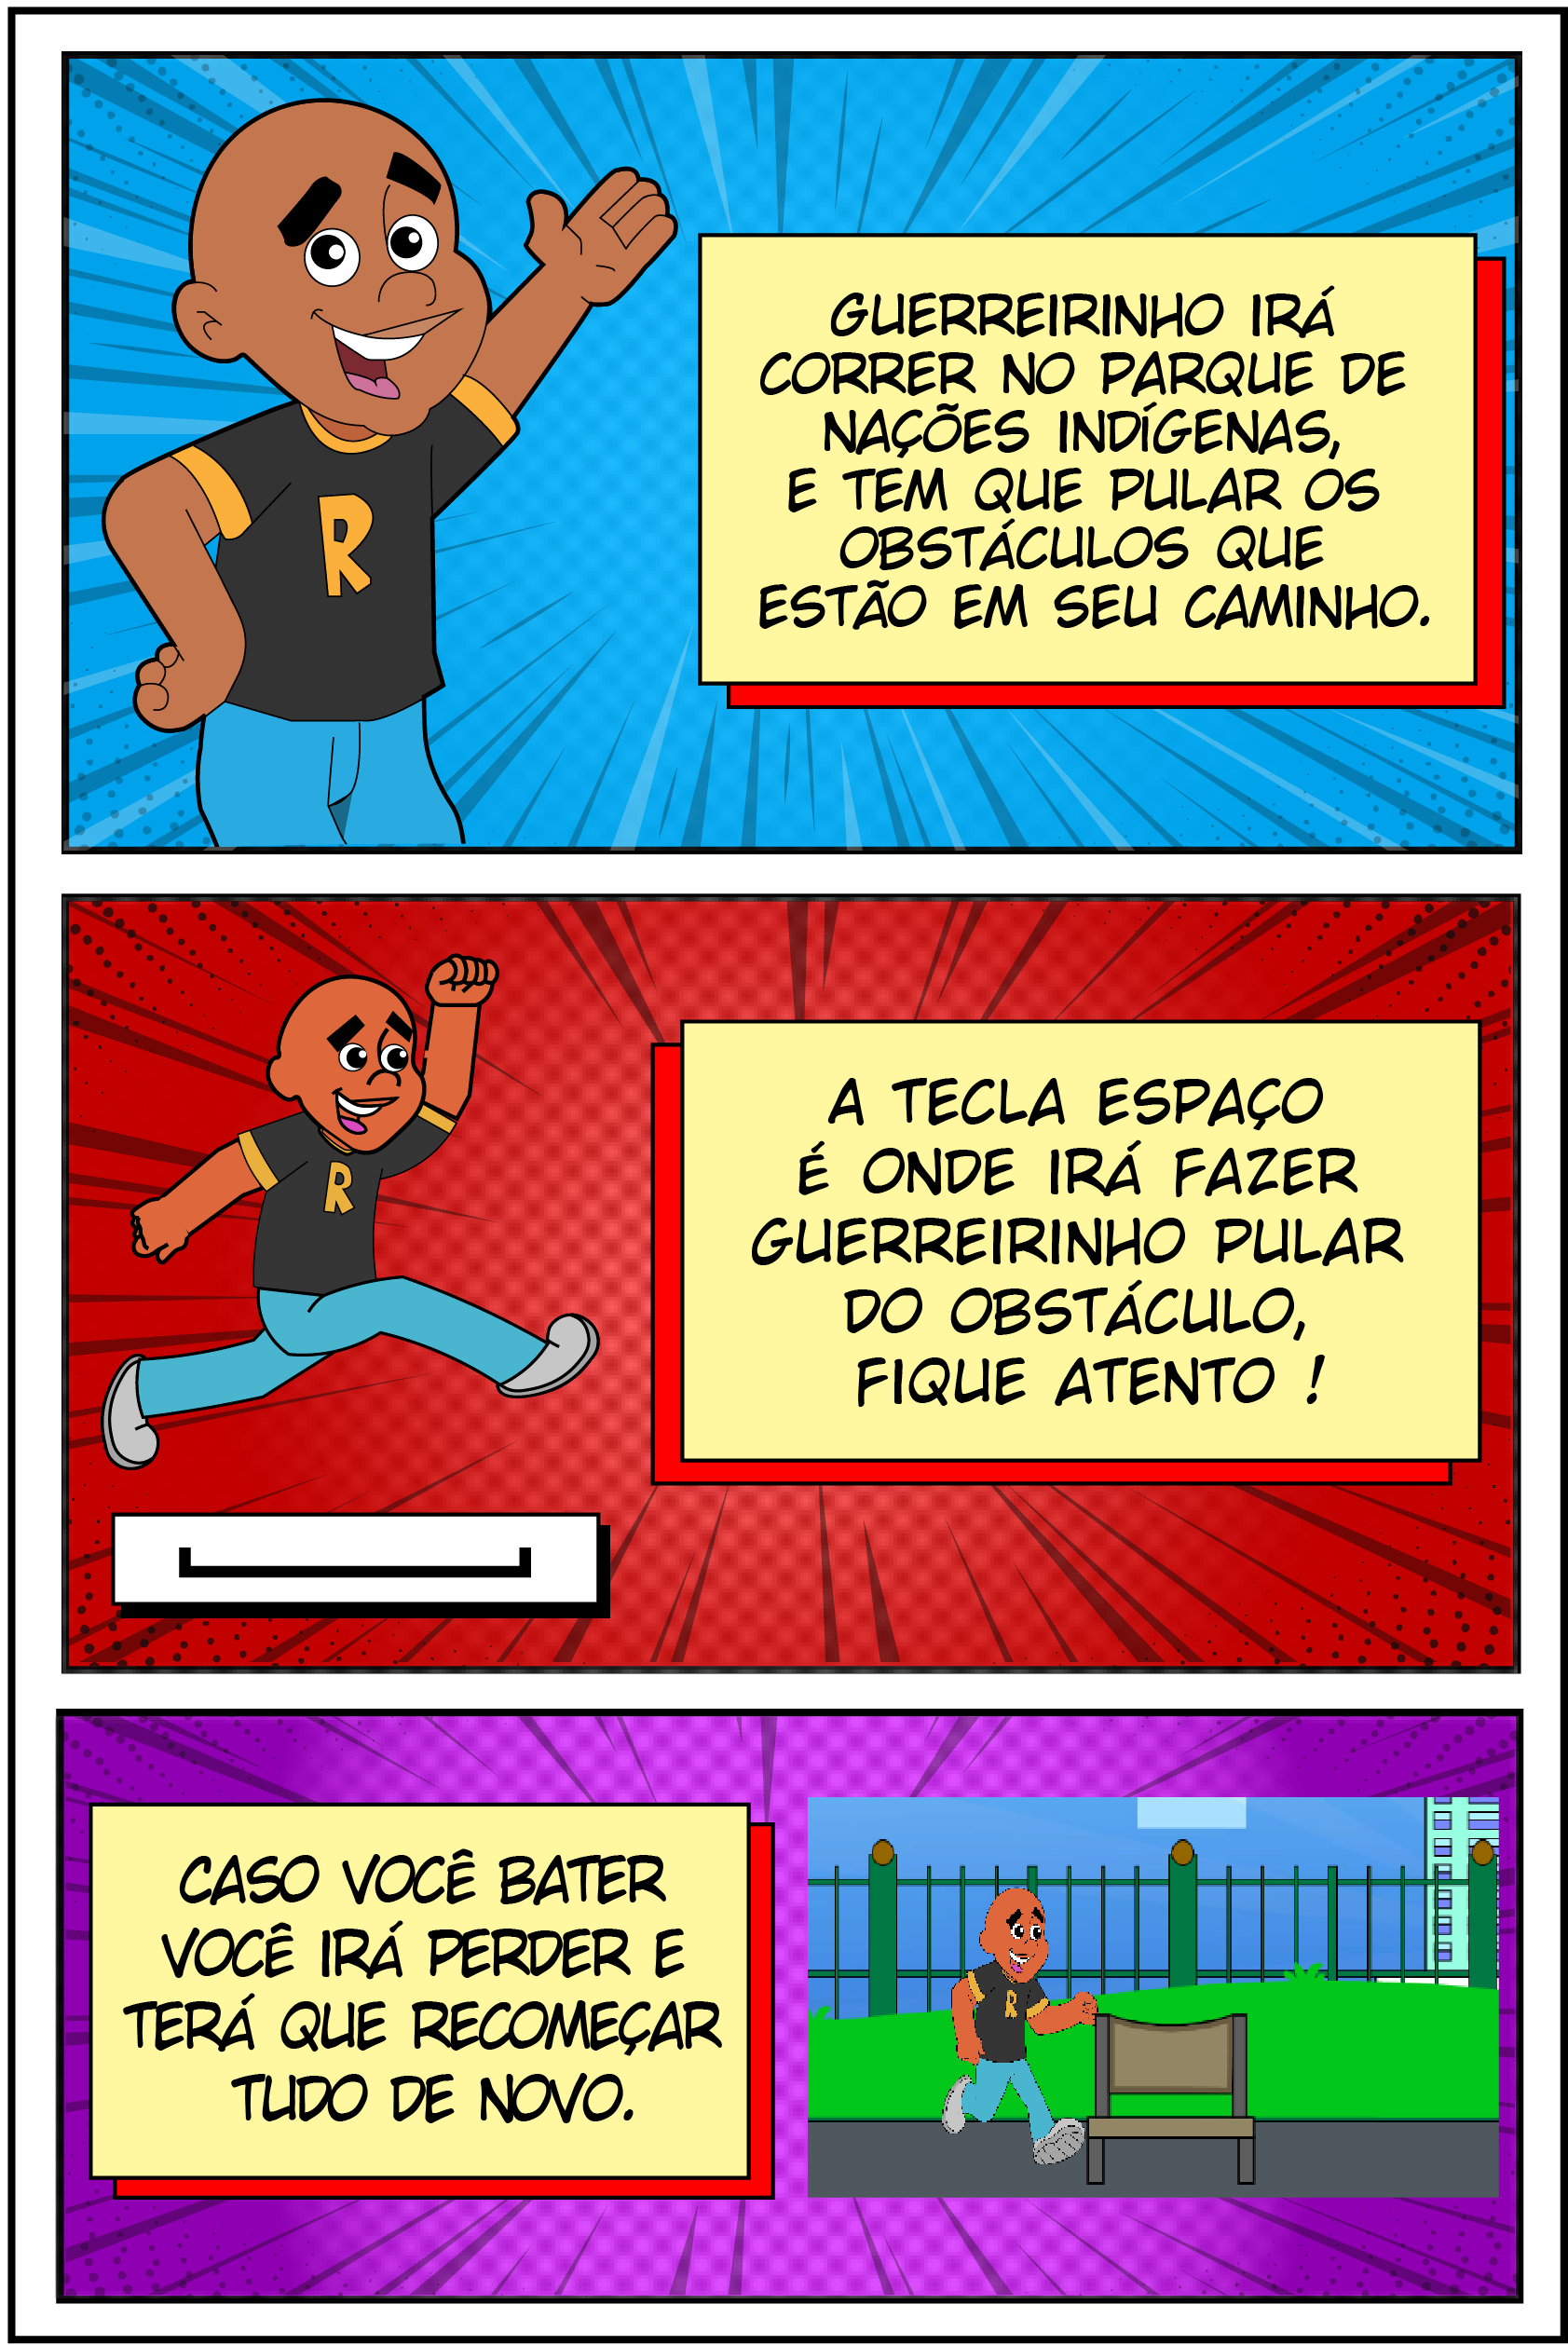 GUERREIRINHO IRÁ
CORRER NO PARQUE DE
NAÇÕES INDÍGENAS,
E TEM QUE PULAR OS
OBSTÁCULOS QUE
ESTÃO EM SEU CAMINHO.
R
A TECLA ESPAÇO
É ONDE IRÁ FAZER
GUERREIRINHO PULAR
DO OBSTÁCULO,
FIQUE ATENTO !
R
CASO VOCÊ BATER
VOCÊ IRÁ PERDER E
TERÁ QUE RECOMEÇAR
TUDO DE NOVO.
R